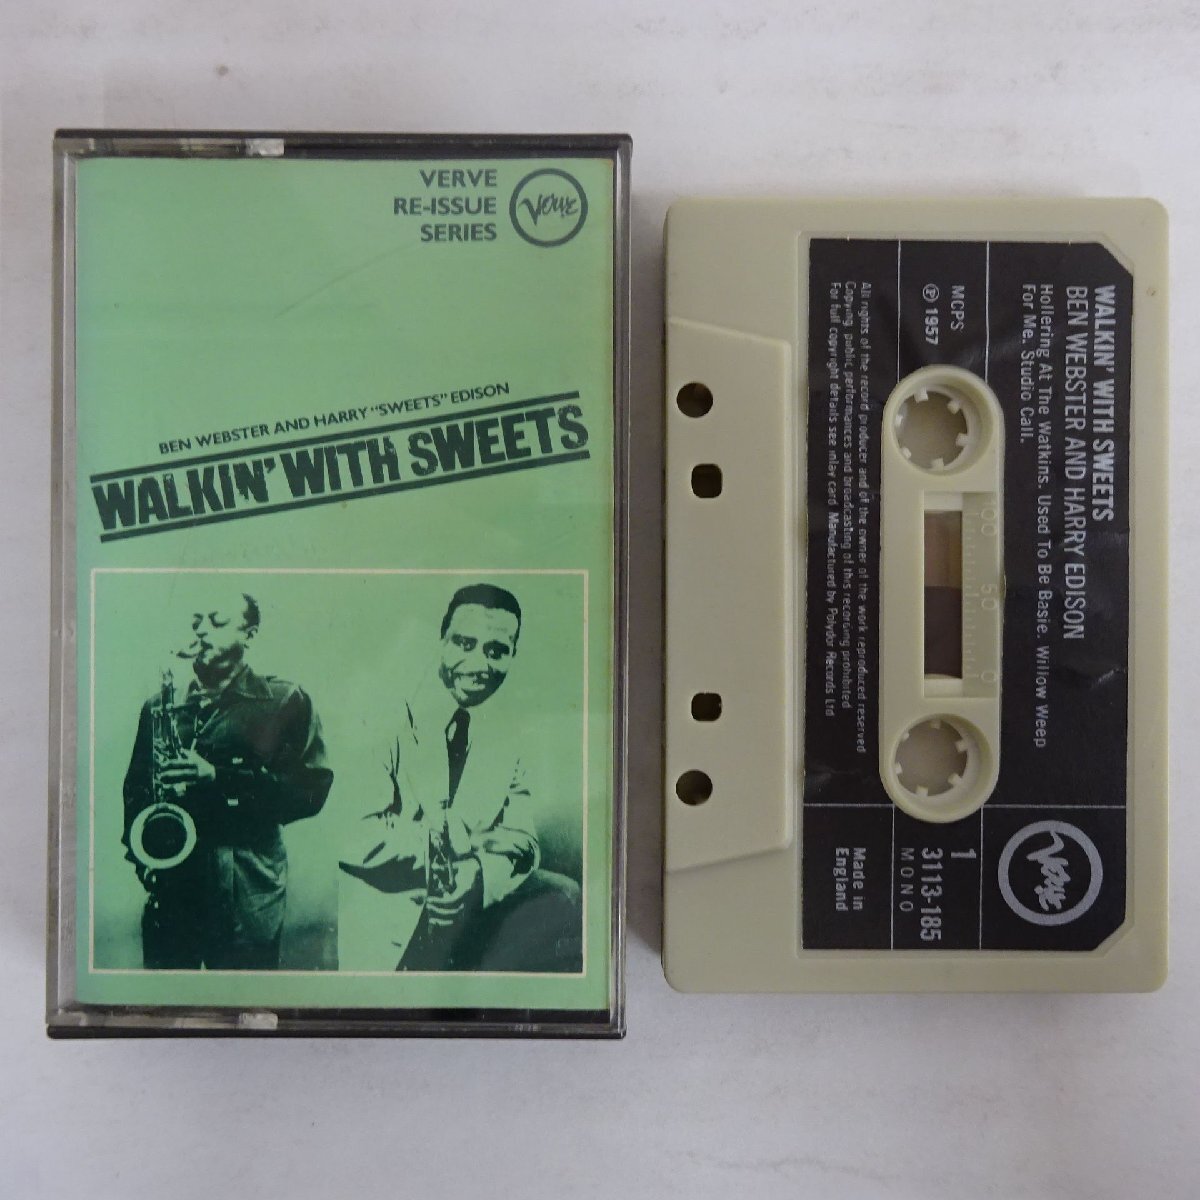 VERVE
RE-ISSUE
SERIES
Verve
BEN WEBSTER AND HARRY "SWEETS" EDISON
WALKIN' WITH SWEETS
WALKIN' WITH SWEETS
BEN WEBSTER AND HARRY EDISON
Hollering At The Watkins. Used To Be Basie. Willow Weep
For Me. Studio Call.
MCPS
Ⓟ 1957
All rights of the record producer and of the owner of the work reproduced reserved
Copying, public performances and broadcasting of this recording prohibited
For full copyright details see inlay card. Manufactured by Polydor Records Ltd
100 50 0
Verve
1
3113-185
MONO
Made in
England